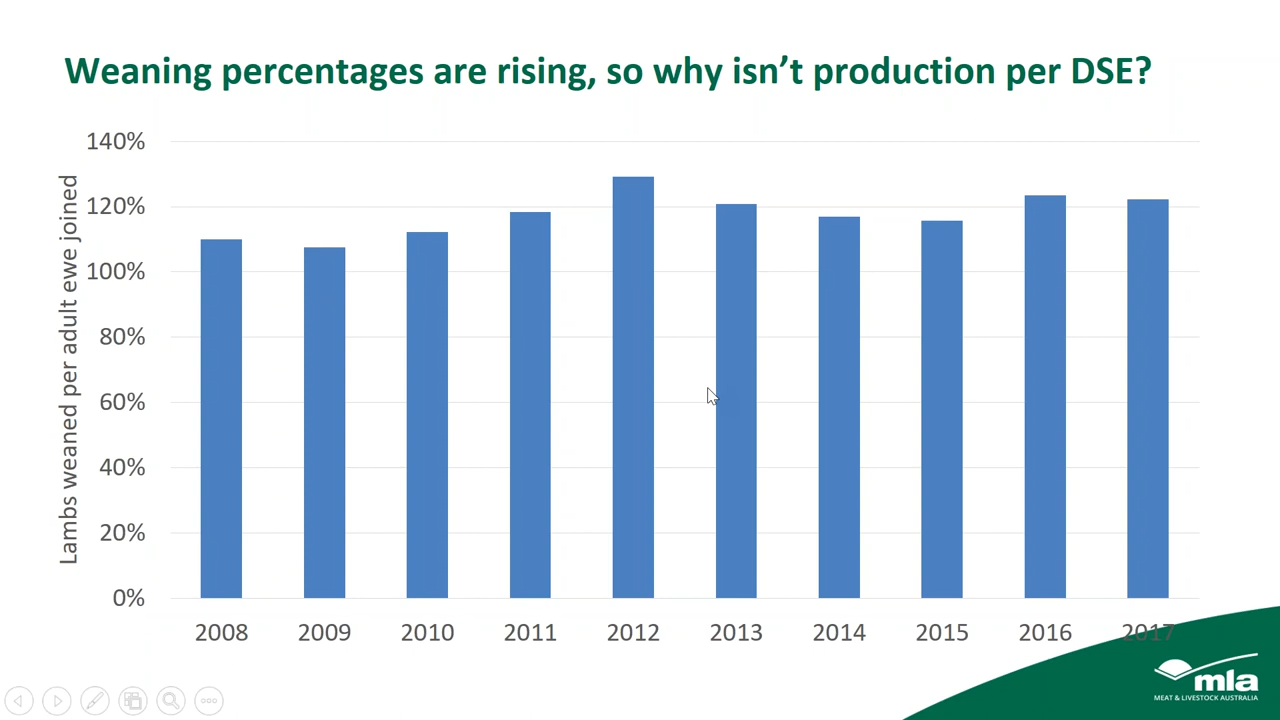 Weaning percentages are rising, so why isn’t production per DSE?
Lambs weaned per adult ewe joined
140%
120%
100%
80%
60%
40%
20%
0%
2008 2009 2010 2011 2012 2013 2014 2015 2016 2017
mla
MEAT & LIVESTOCK AUSTRALIA